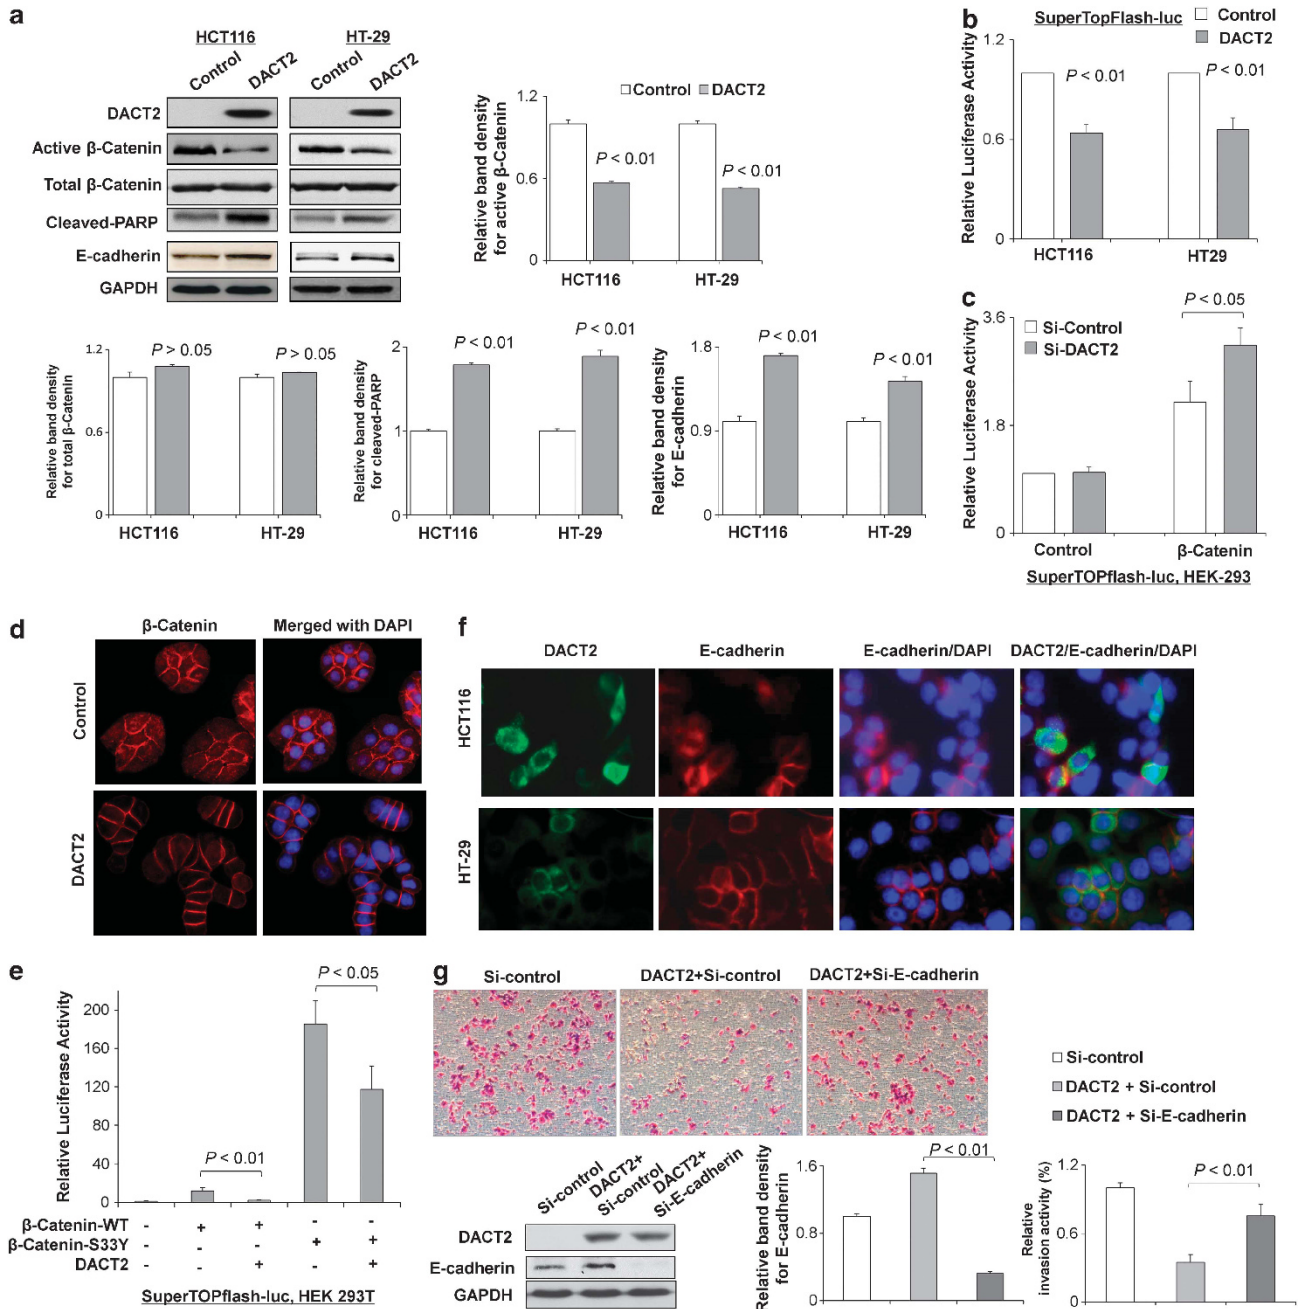 a
HCT116
HT-29
Control
DACT2
Control
DACT2
DACT2
Active β-Catenin
Total β-Catenin
Cleaved-PARP
E-cadherin
GAPDH
Control
DACT2
Relative band density
for active β-Catenin
1.2
0.6
0
P < 0.01
P < 0.01
HCT116
HT-29
Relative band density
for total β-Catenin
1.2
0.6
0
P > 0.05
P > 0.05
HCT116
HT-29
Relative band density
for cleaved-PARP
2
1
0
P < 0.01
P < 0.01
HCT116
HT-29
Relative band density
for E-cadherin
1.8
0.9
0
P < 0.01
P < 0.01
HCT116
HT-29
b
SuperTopFlash-luc
Control
DACT2
Relative Luciferase Activity
1.2
0.6
0
P < 0.01
P < 0.01
HCT116
HT29
c
Si-Control
Si-DACT2
Relative Luciferase Activity
3.6
1.8
0
P < 0.05
Control
β-Catenin
SuperTOPflash-luc, HEK-293
d
β-Catenin
Merged with DAPI
Control
DACT2
f
DACT2
E-cadherin
E-cadherin/DAPI
DACT2/E-cadherin/DAPI
HCT116
HT-29
e
Relative Luciferase Activity
200
160
120
80
40
0
P < 0.01
P < 0.05
β-Catenin-WT - + + - -
β-Catenin-S33Y - - - + +
DACT2 - - + - +
SuperTOPflash-luc, HEK 293T
g
Si-control
DACT2+Si-control
DACT2+Si-E-cadherin
Si-control
DACT2+
Si-control
DACT2+
Si-E-cadherin
DACT2
E-cadherin
GAPDH
Relative band density
for E-cadherin
1.6
0.8
0
P < 0.01
Si-control
DACT2 + Si-control
DACT2 + Si-E-cadherin
Relative
invasion activity (%)
1.2
0.6
0
P < 0.01